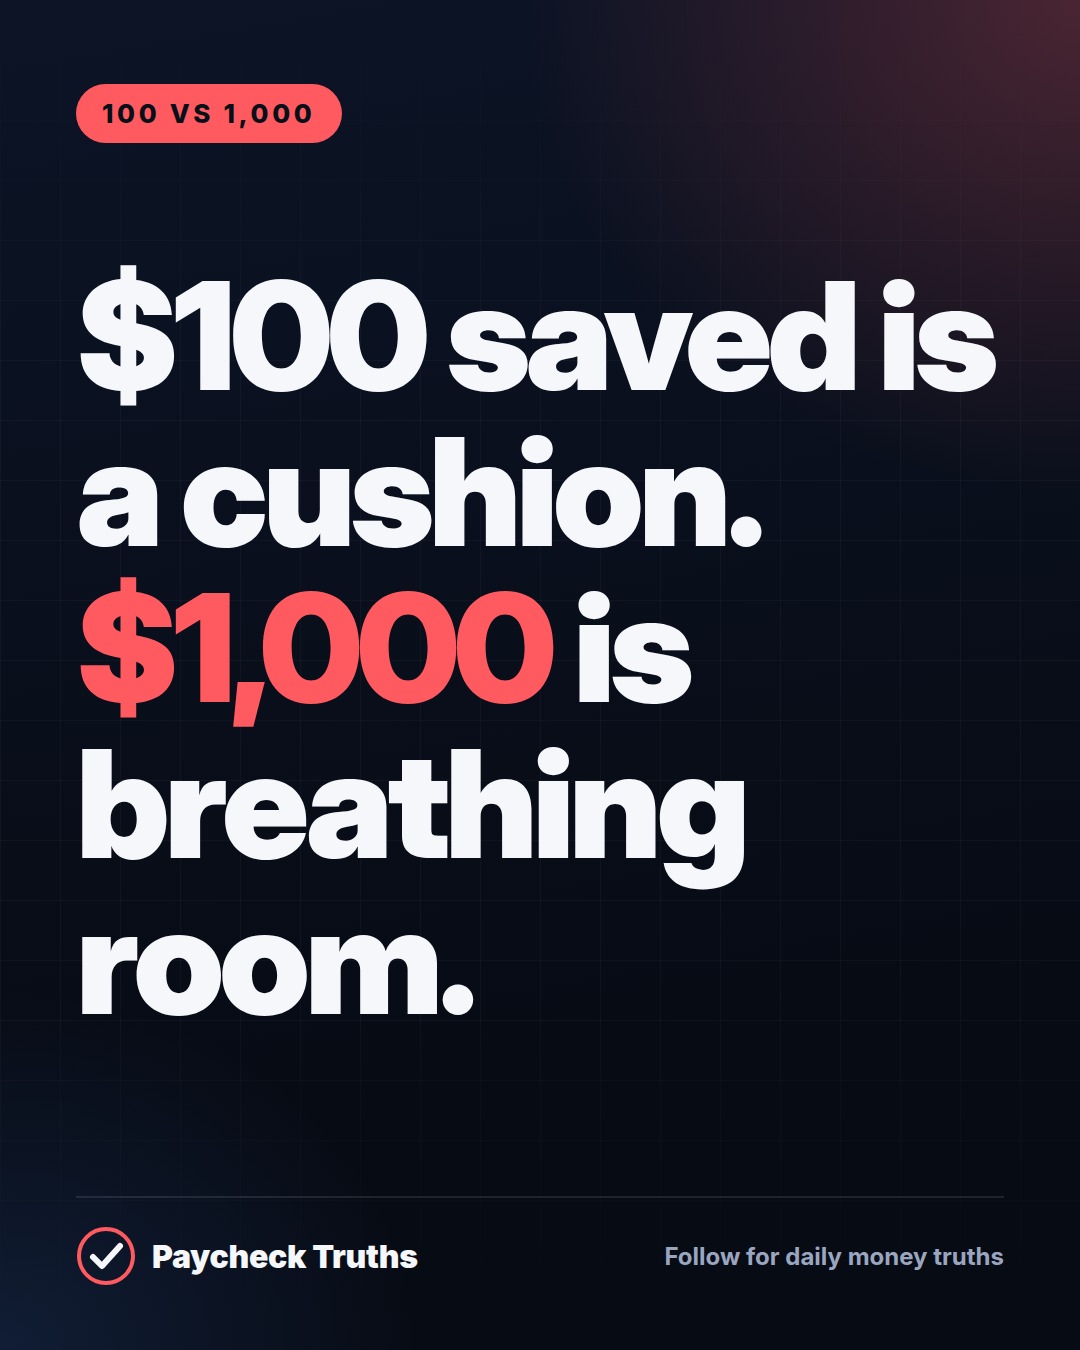 100 VS 1,000
$100 saved is
a cushion.
$1,000 is
breathing
room.
Paycheck Truths
Follow for daily money truths